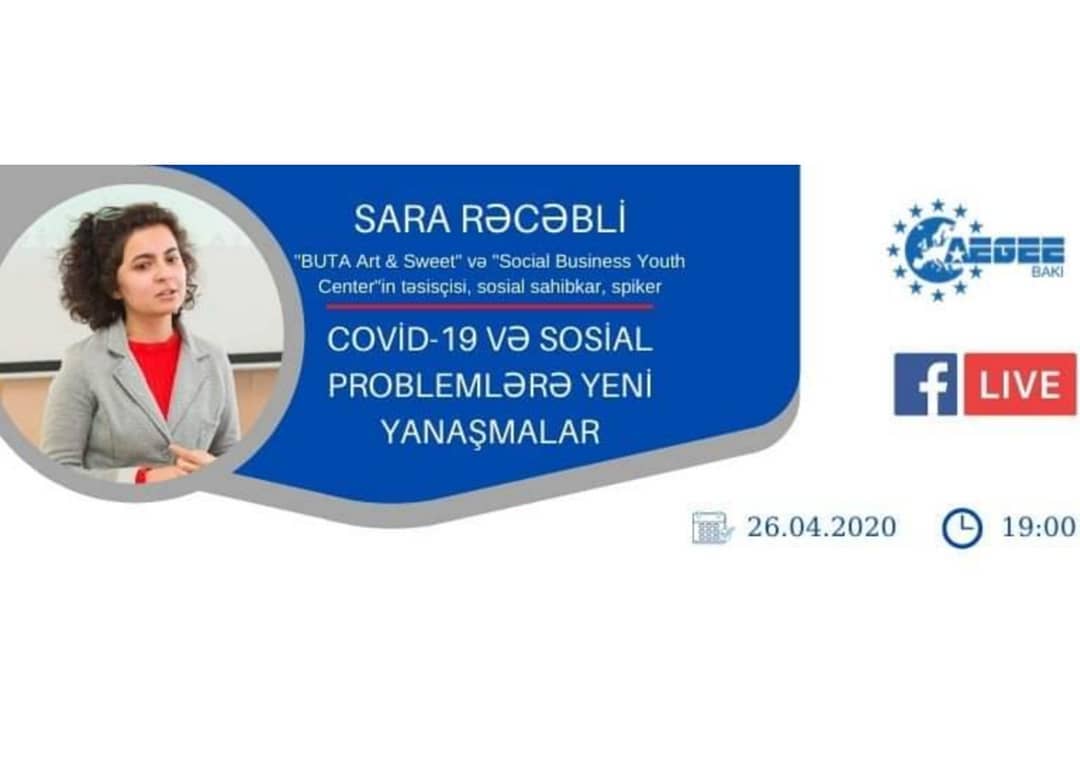 SARA RƏCƏBLİ
"BUTA Art & Sweet" və "Social Business Youth
Center"in təsisçisi, sosial sahibkar, spiker
COVİD-19 VƏ SOSİAL
PROBLEMLƏRƏ YENİ
YANAŞMALAR
AEGEE
BAKI
f LIVE
26.04.2020 19:00